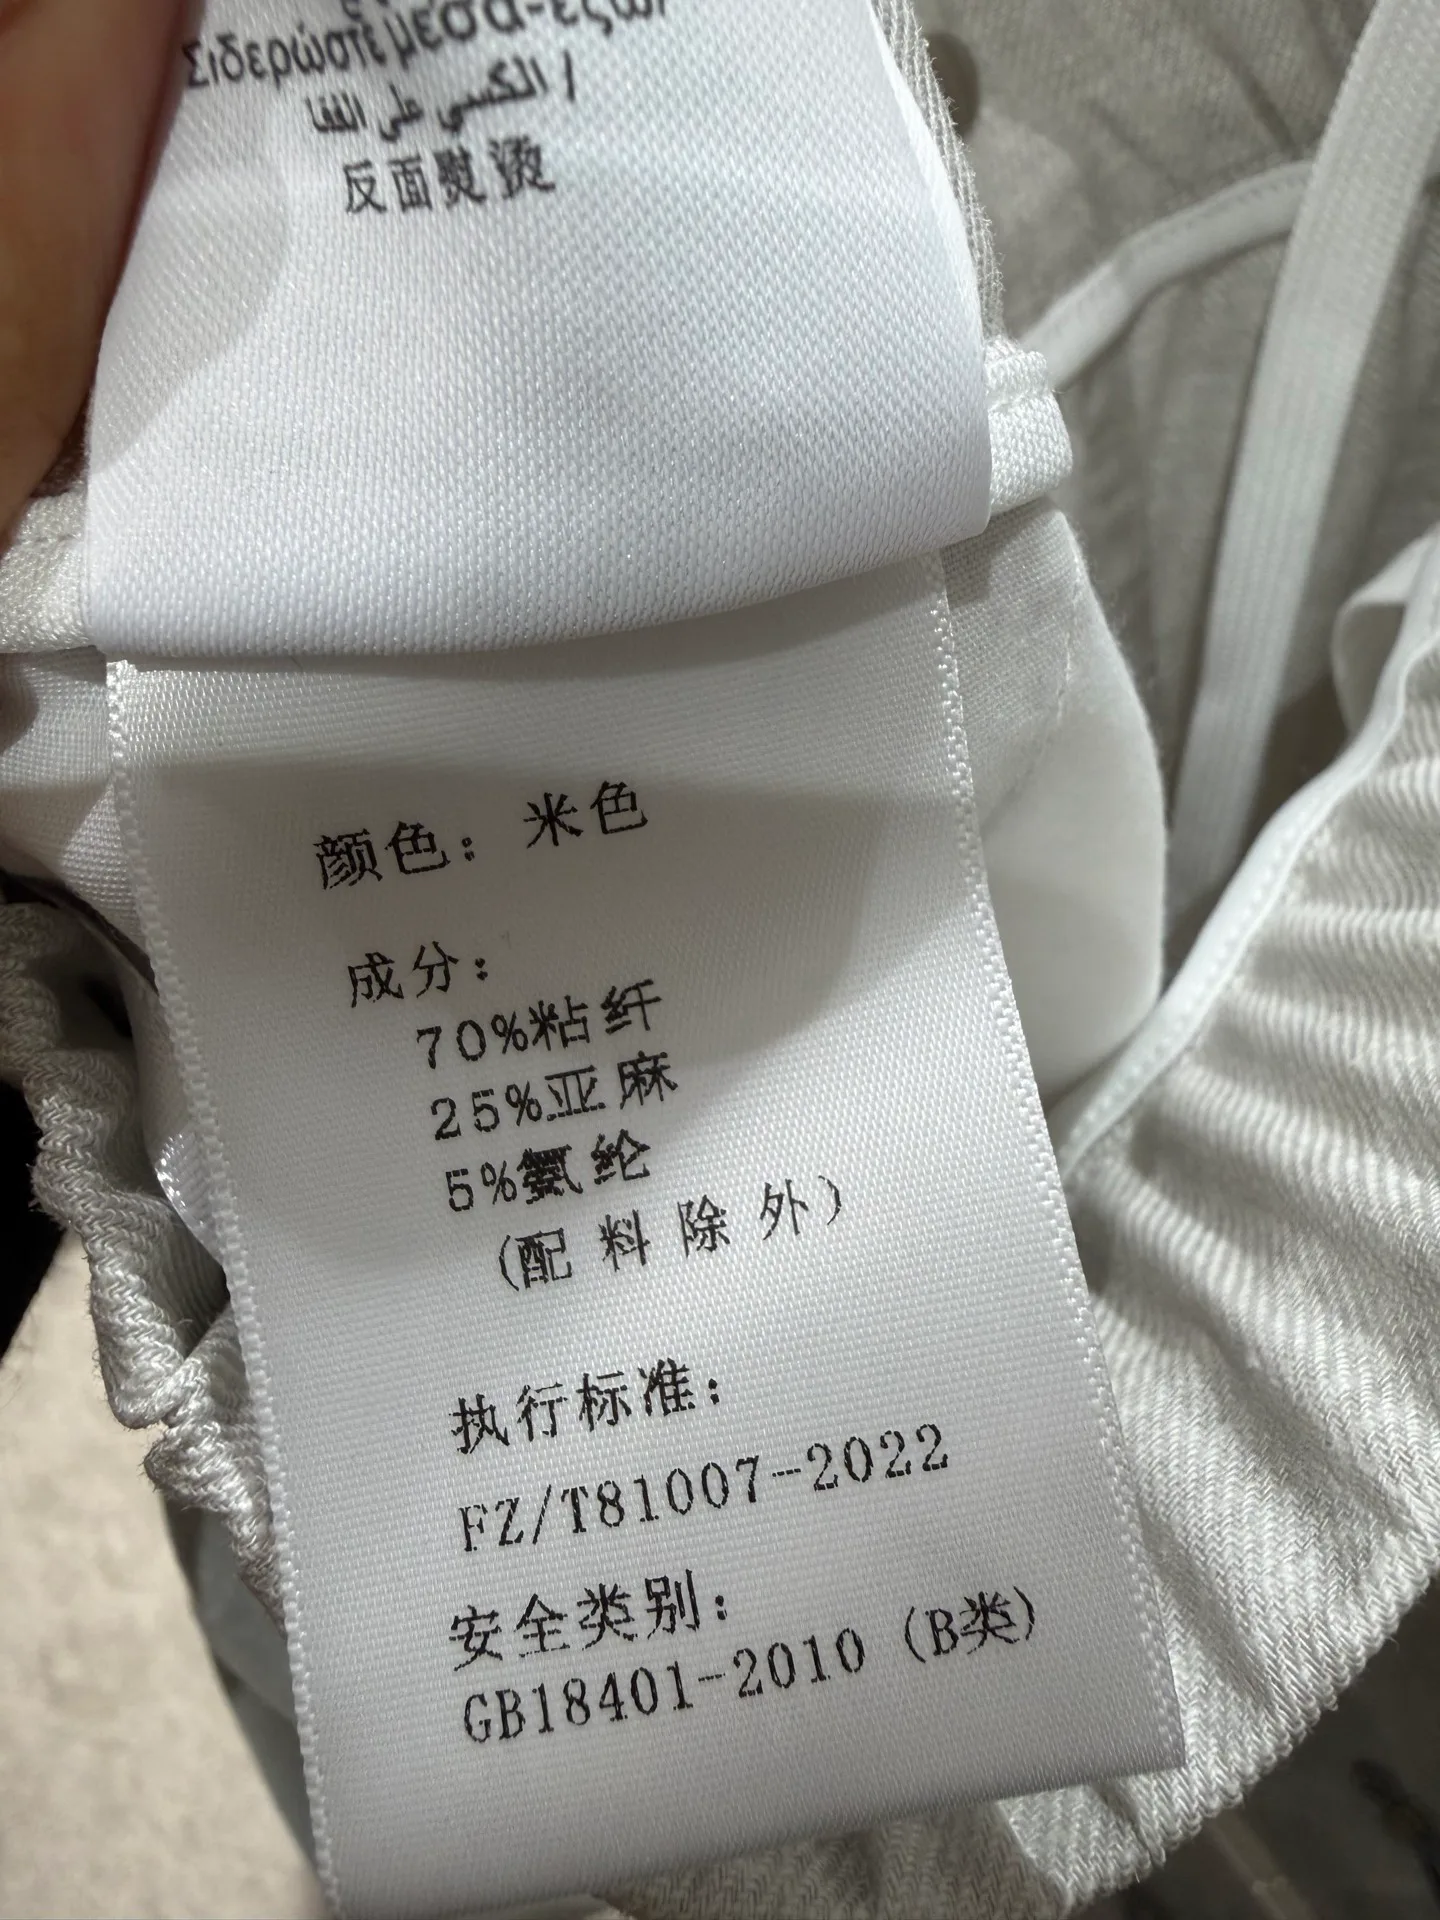 Σιδερώστε μέσα-έξω/
الكسي على القفا /
反面熨烫
颜色：米色
成分：
70%粘纤
25%亚麻
5%氨纶
(配料除外)
执行标准：
FZ/T81007-2022
安全类别：
GB18401-2010 (B类)